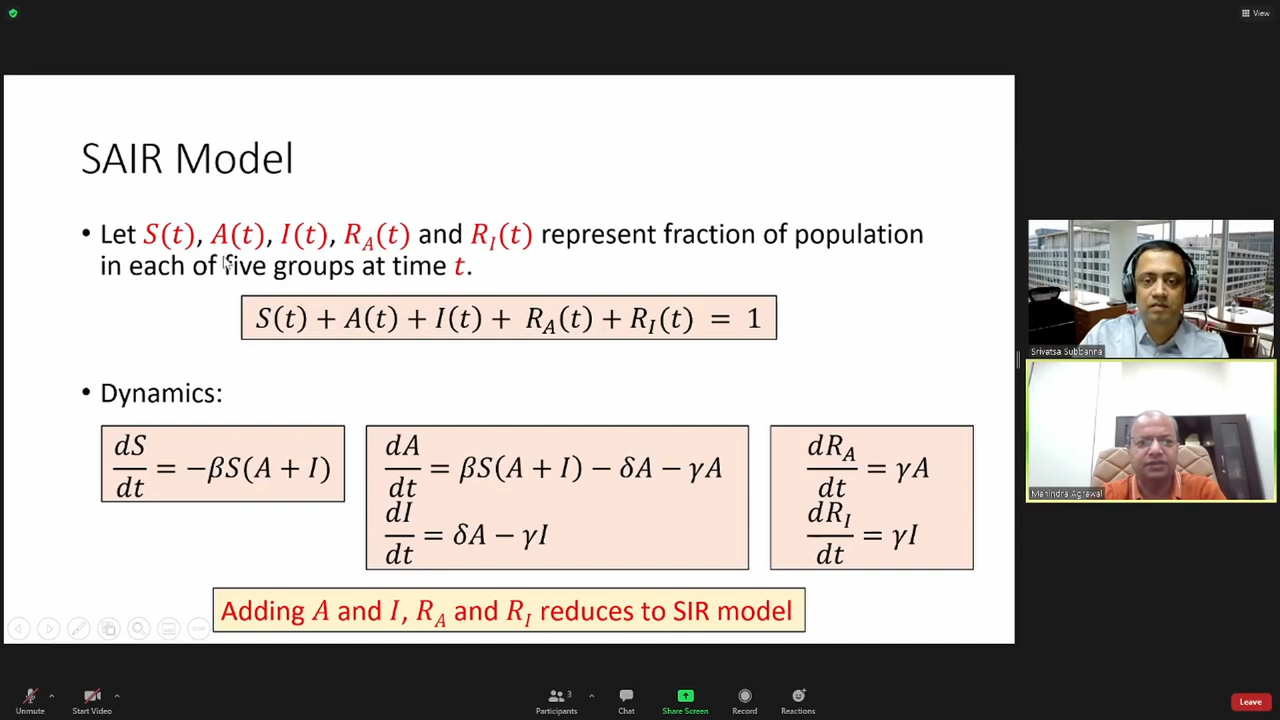 View
SAIR Model
• Let S(t), A(t), I(t), R_A(t) and R_I(t) represent fraction of population
in each of five groups at time t.
S(t) + A(t) + I(t) + R_A(t) + R_I(t) = 1
• Dynamics:
dS/dt = −βS(A + I)
dA/dt = βS(A + I) − δA − γA
dI/dt = δA − γI
dR_A/dt = γA
dR_I/dt = γI
Adding A and I, R_A and R_I reduces to SIR model
Srivatsa Subbanna
Manindra Agrawal
Unmute
Start Video
3
Participants
Chat
Share Screen
Record
Reactions
Leave